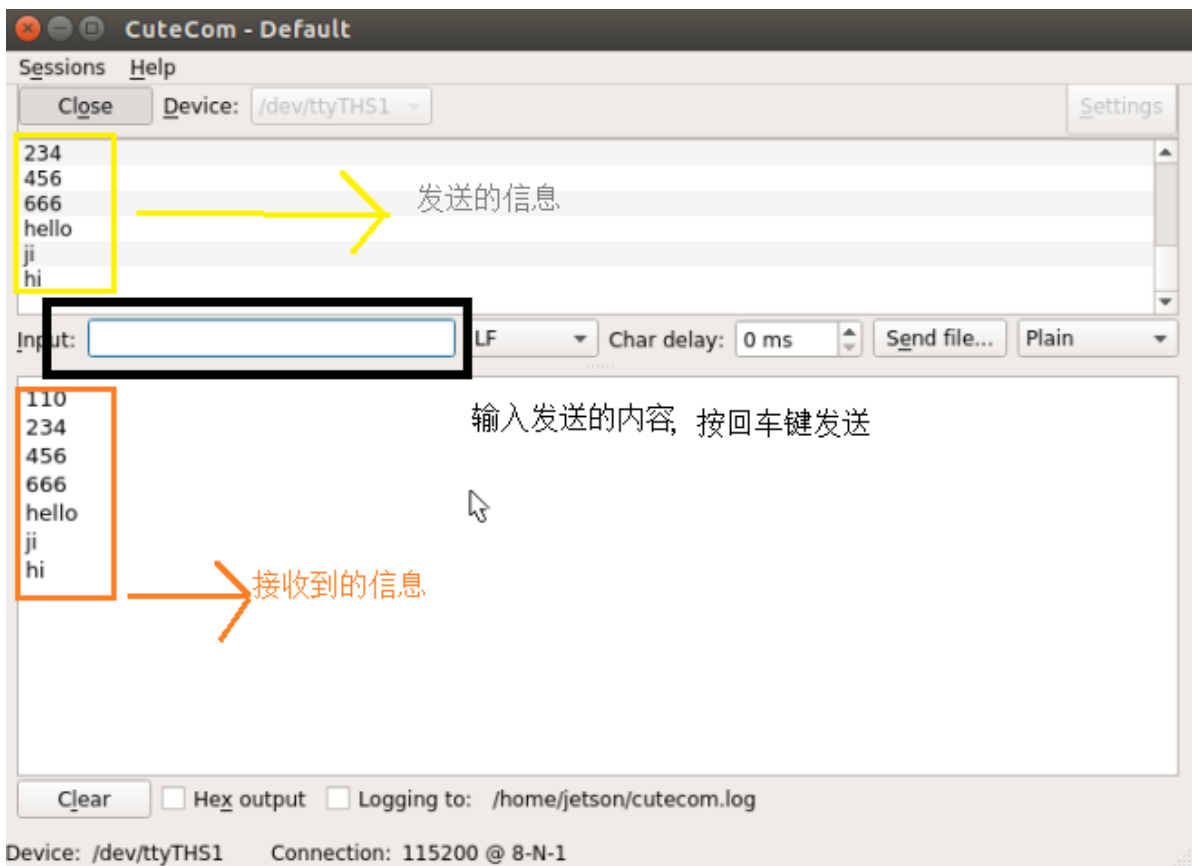 CuteCom - Default
Sessions Help
Close Device: /dev/ttyTHS1 Settings
234
456
666
hello
ji
hi
发送的信息
Input: LF Char delay: 0 ms Send file... Plain
110
234
456
666
hello
ji
hi
输入发送的内容, 按回车键发送
接收到的信息
Clear Hex output Logging to: /home/jetson/cutecom.log
Device: /dev/ttyTHS1 Connection: 115200 @ 8-N-1